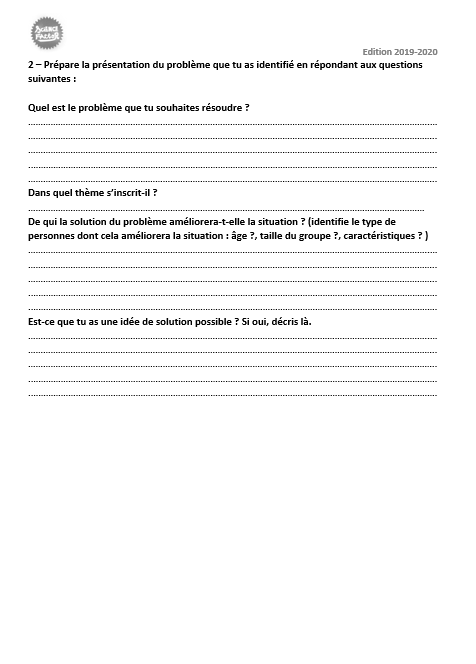 Science
Factor
Edition 2019-2020
2 – Prépare la présentation du problème que tu as identifié en répondant aux questions
suivantes :
Quel est le problème que tu souhaites résoudre ?
Dans quel thème s'inscrit-il ?
De qui la solution du problème améliorera-t-elle la situation ? (identifie le type de
personnes dont cela améliorera la situation : âge ?, taille du groupe ?, caractéristiques ? )
Est-ce que tu as une idée de solution possible ? Si oui, décris là.